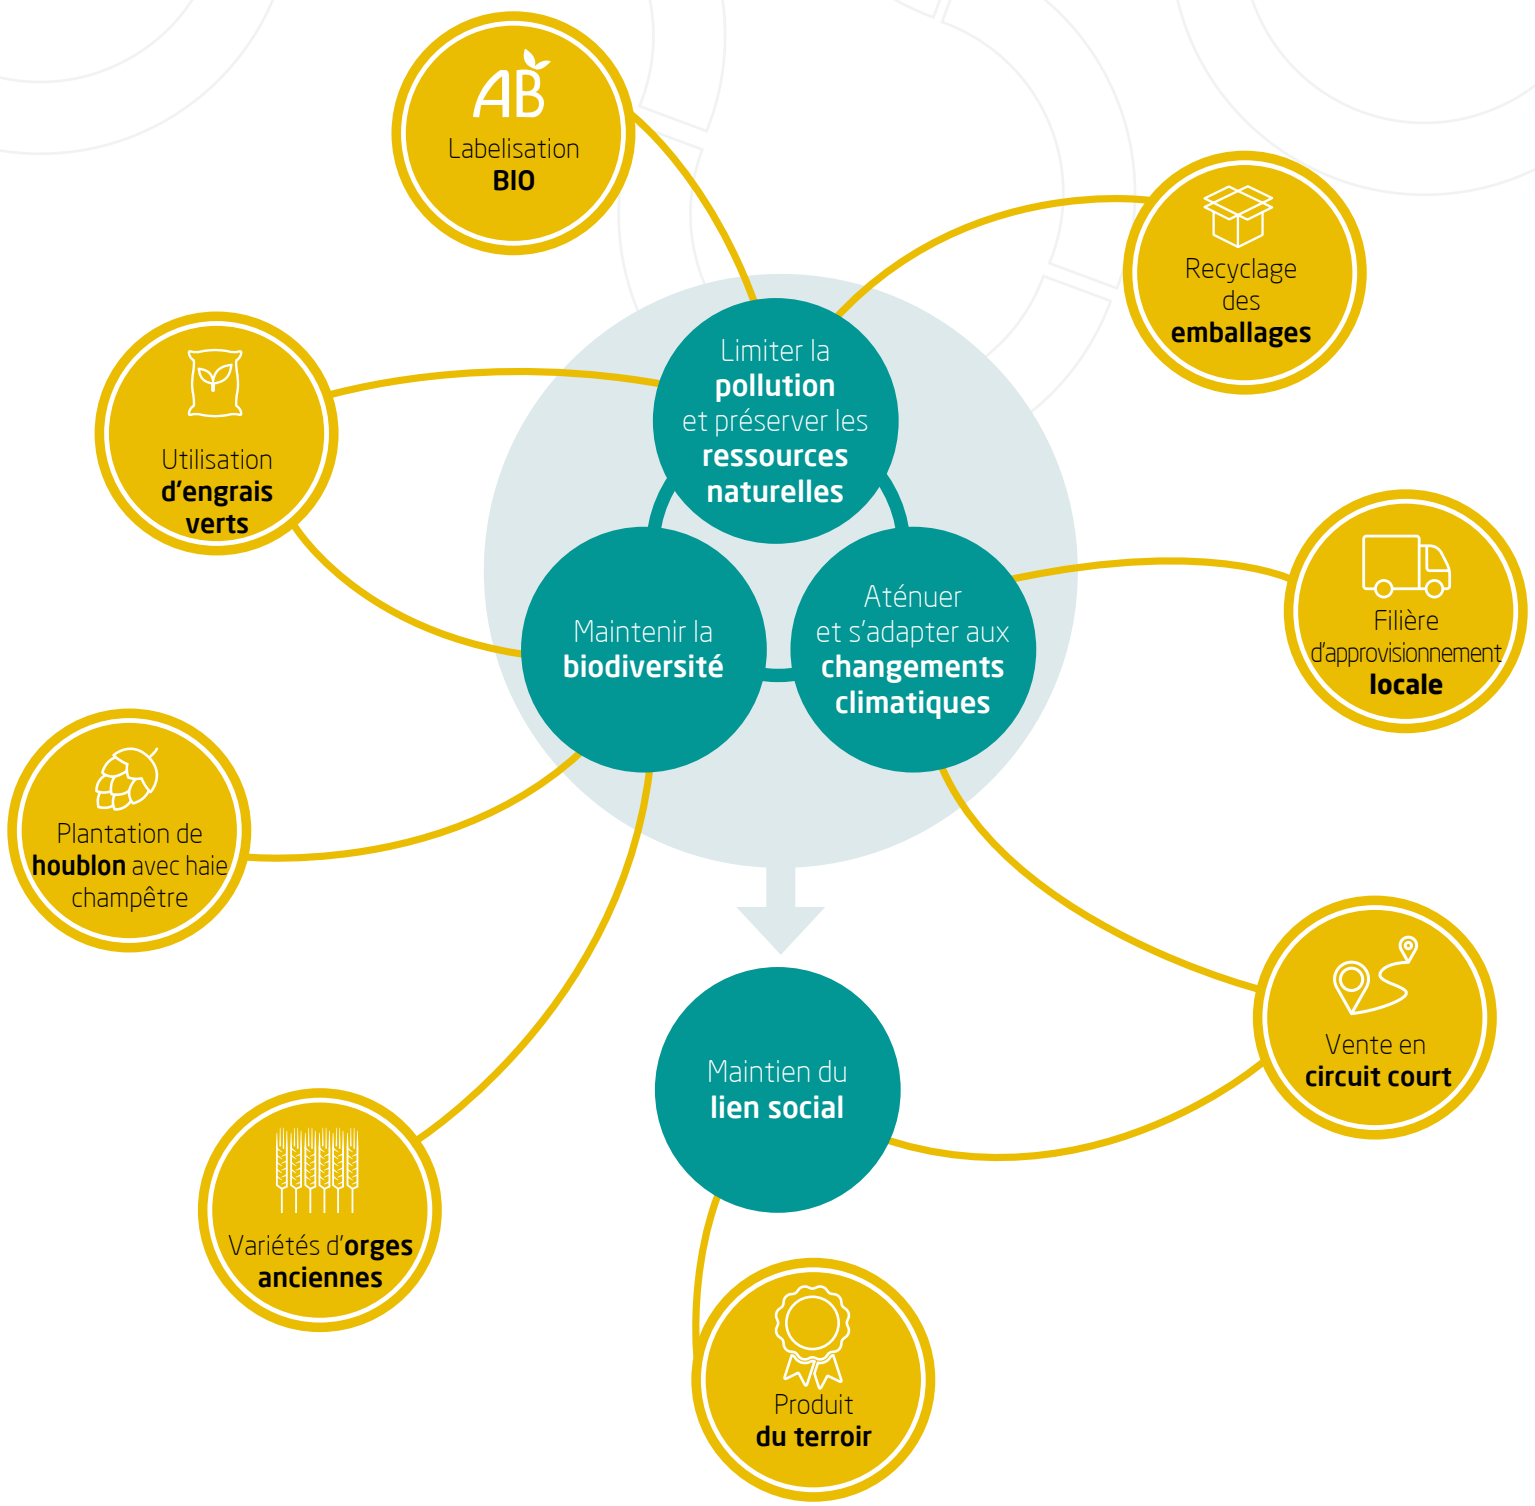 AB
Labelisation
BIO
Recyclage
des
emballages
Limiter la
pollution
et préserver les
ressources
naturelles
Utilisation
d'engrais
verts
Maintenir la
biodiversité
Aténuer
et s'adapter aux
changements
climatiques
Filière
d'approvisionnement
locale
Plantation de
houblon avec haie
champêtre
Vente en
circuit court
Maintien du
lien social
Variétés d'orges
anciennes
Produit
du terroir